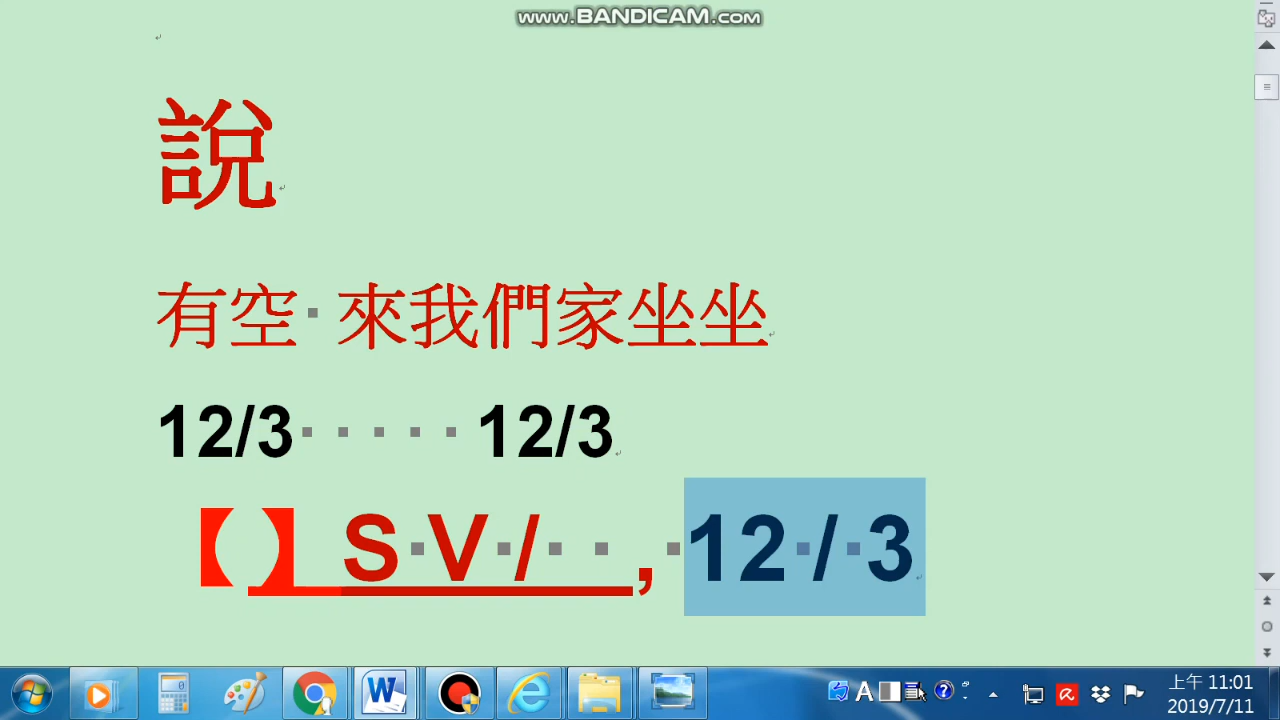 www.BANDICAM.com
說
有空 來我們家坐坐
12/3 12/3
【 】 S V / , 12 / 3
上午 11:01
2019/7/11